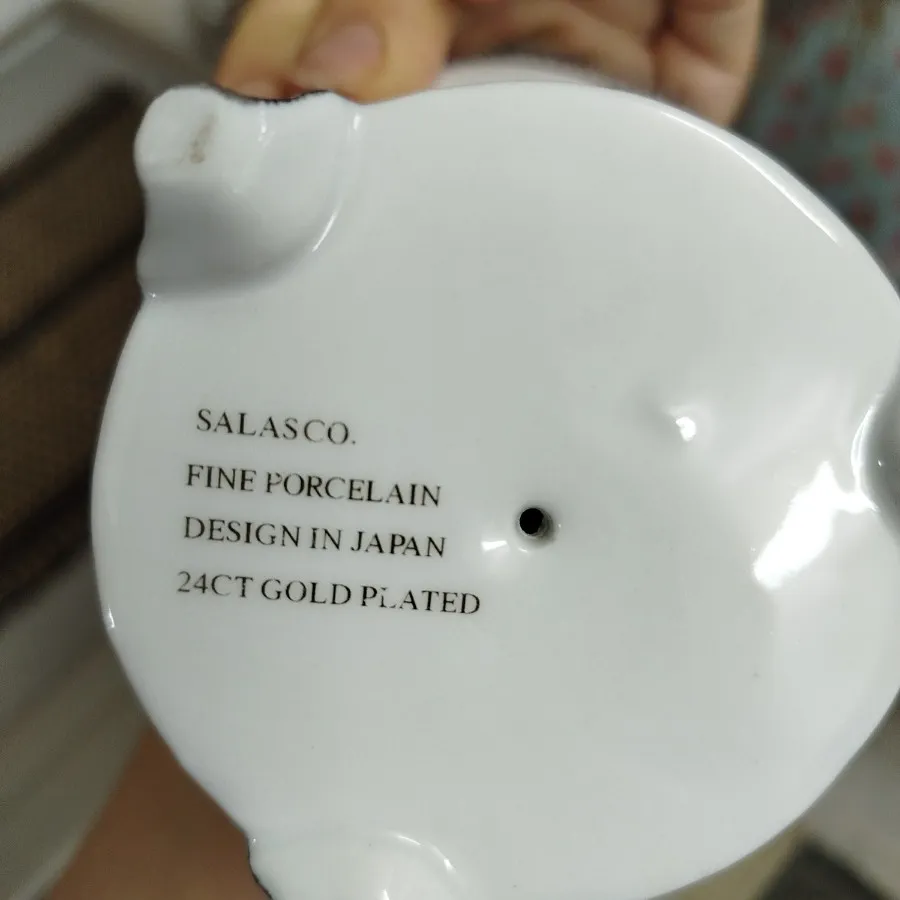 SALASCO.
FINE PORCELAIN
DESIGN IN JAPAN
24CT GOLD PLATED